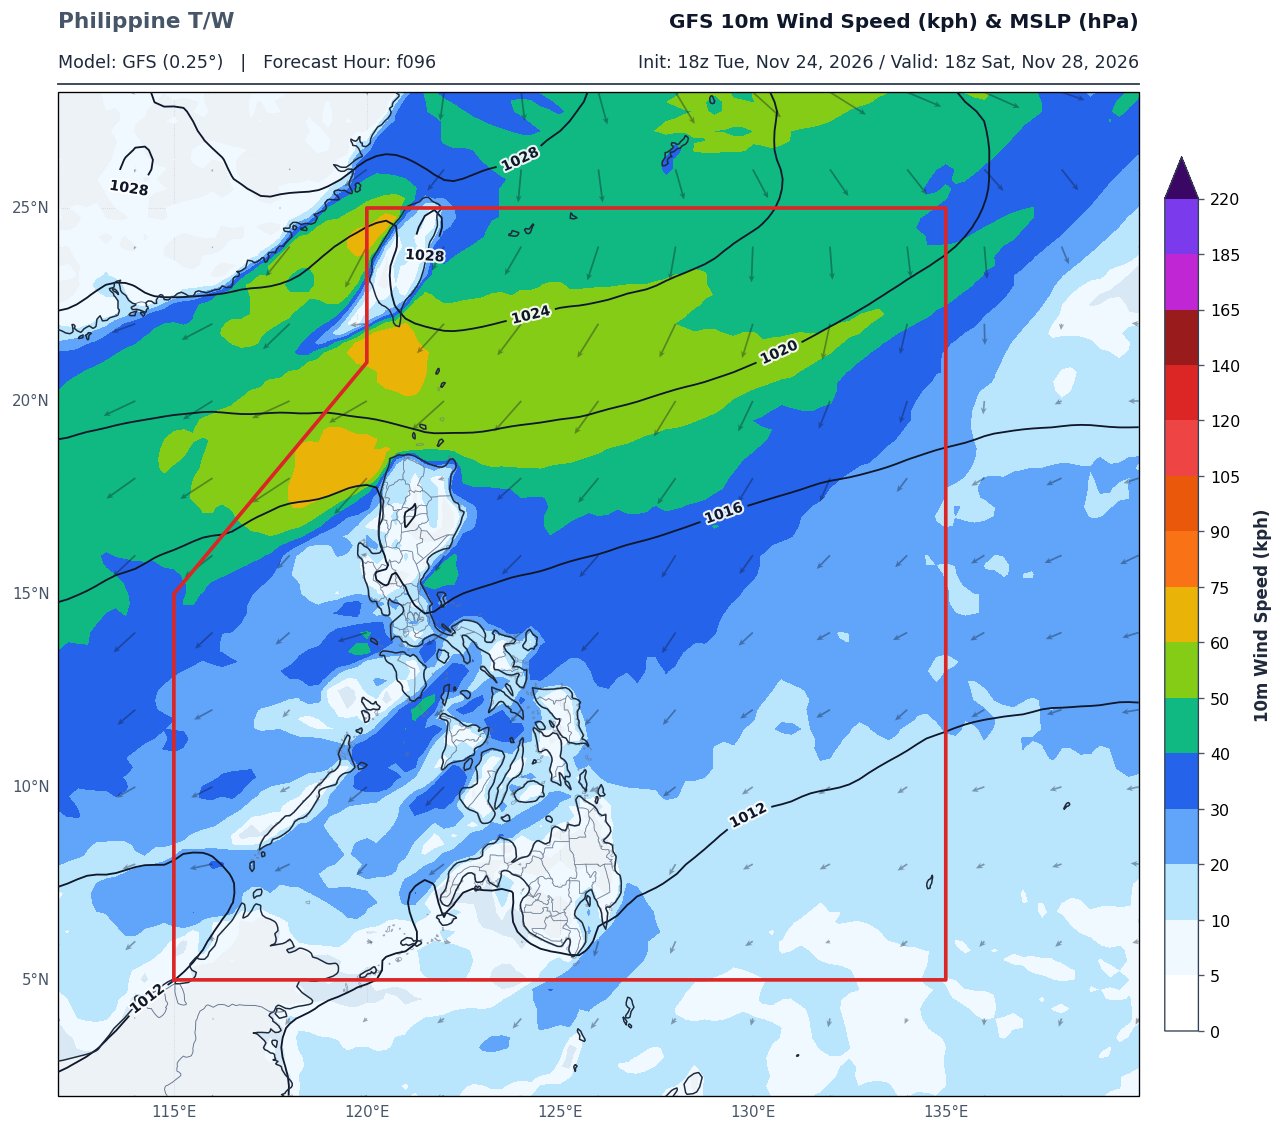 Philippine T/W
GFS 10m Wind Speed (kph) & MSLP (hPa)
Model: GFS (0.25°) | Forecast Hour: f096
Init: 18z Tue, Nov 24, 2026 / Valid: 18z Sat, Nov 28, 2026
1028
1028
1028
1024
1020
1016
1012
1012
25°N
20°N
15°N
10°N
5°N
115°E
120°E
125°E
130°E
135°E
220
185
165
140
120
105
90
75
60
50
40
30
20
10
5
0
10m Wind Speed (kph)